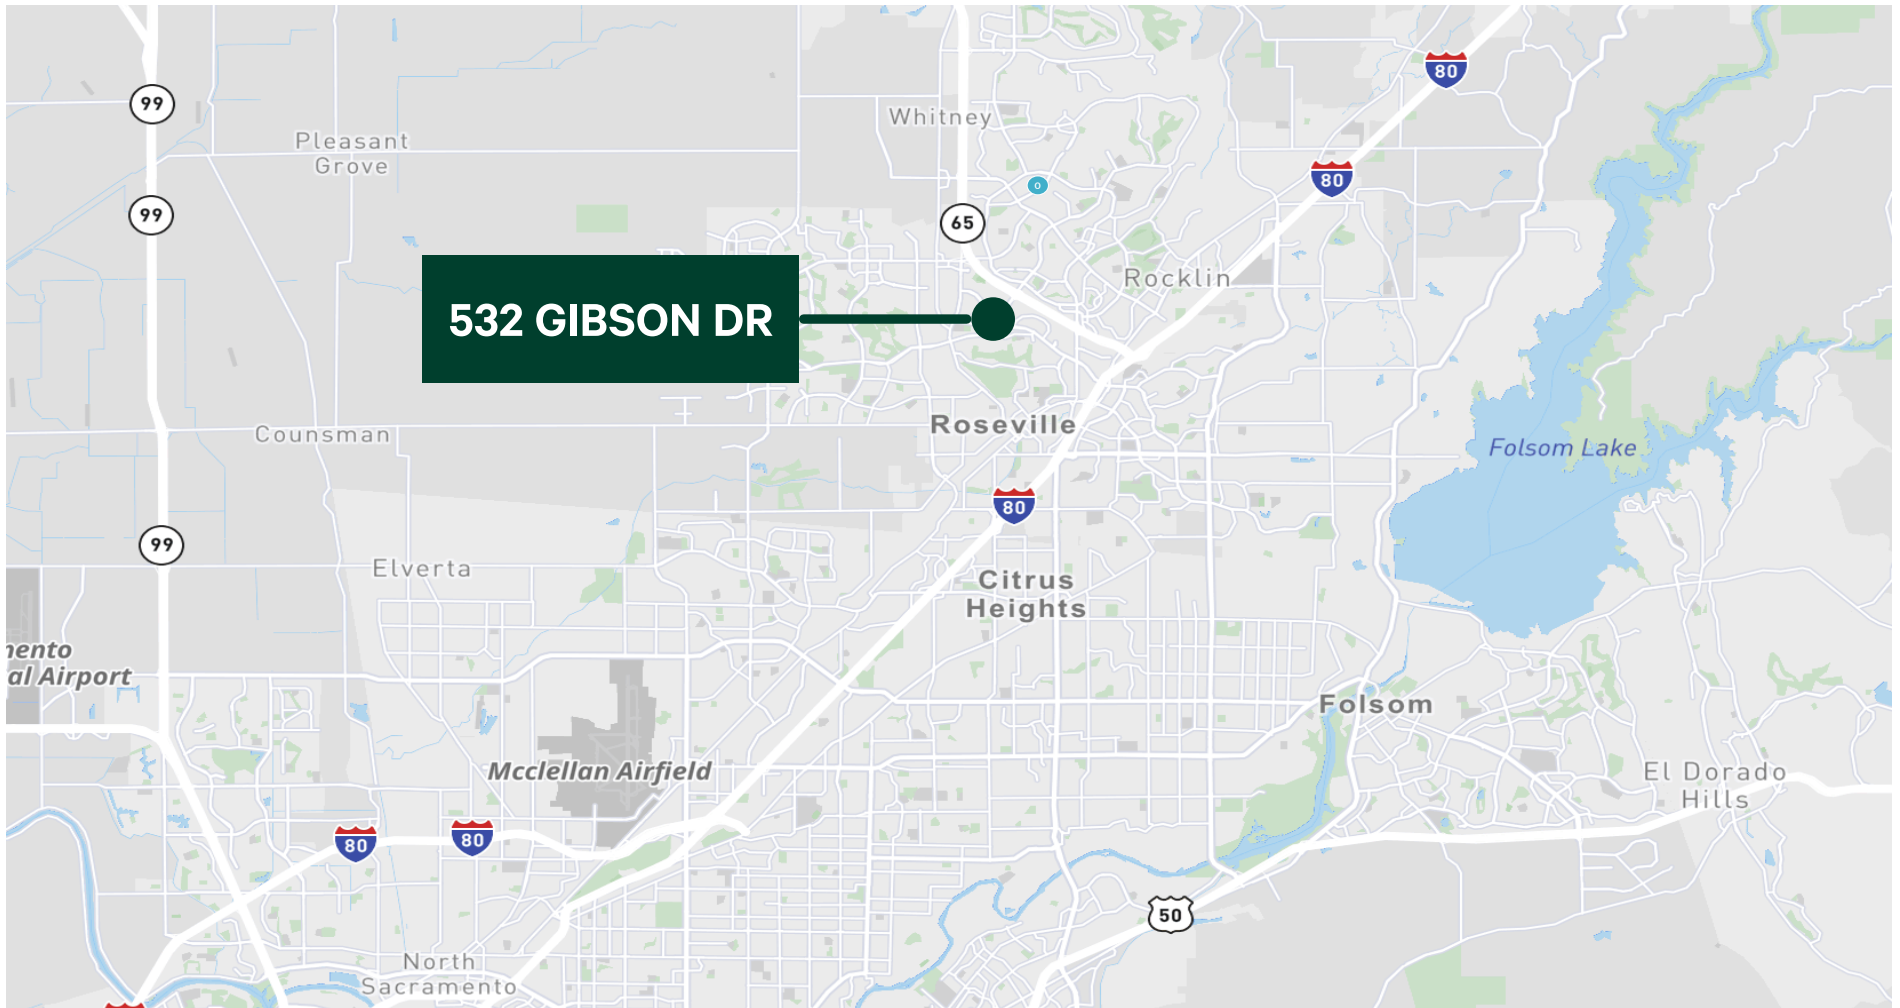 80
99
Whitney
Pleasant
Grove
80
o
99
65
Rocklin
532 GIBSON DR
Roseville
Counsman
Folsom Lake
80
99
Elverta
Citrus
Heights
mento
al Airport
Folsom
Mcclellan Airfield
El Dorado
Hills
80
80
50
North
Sacramento